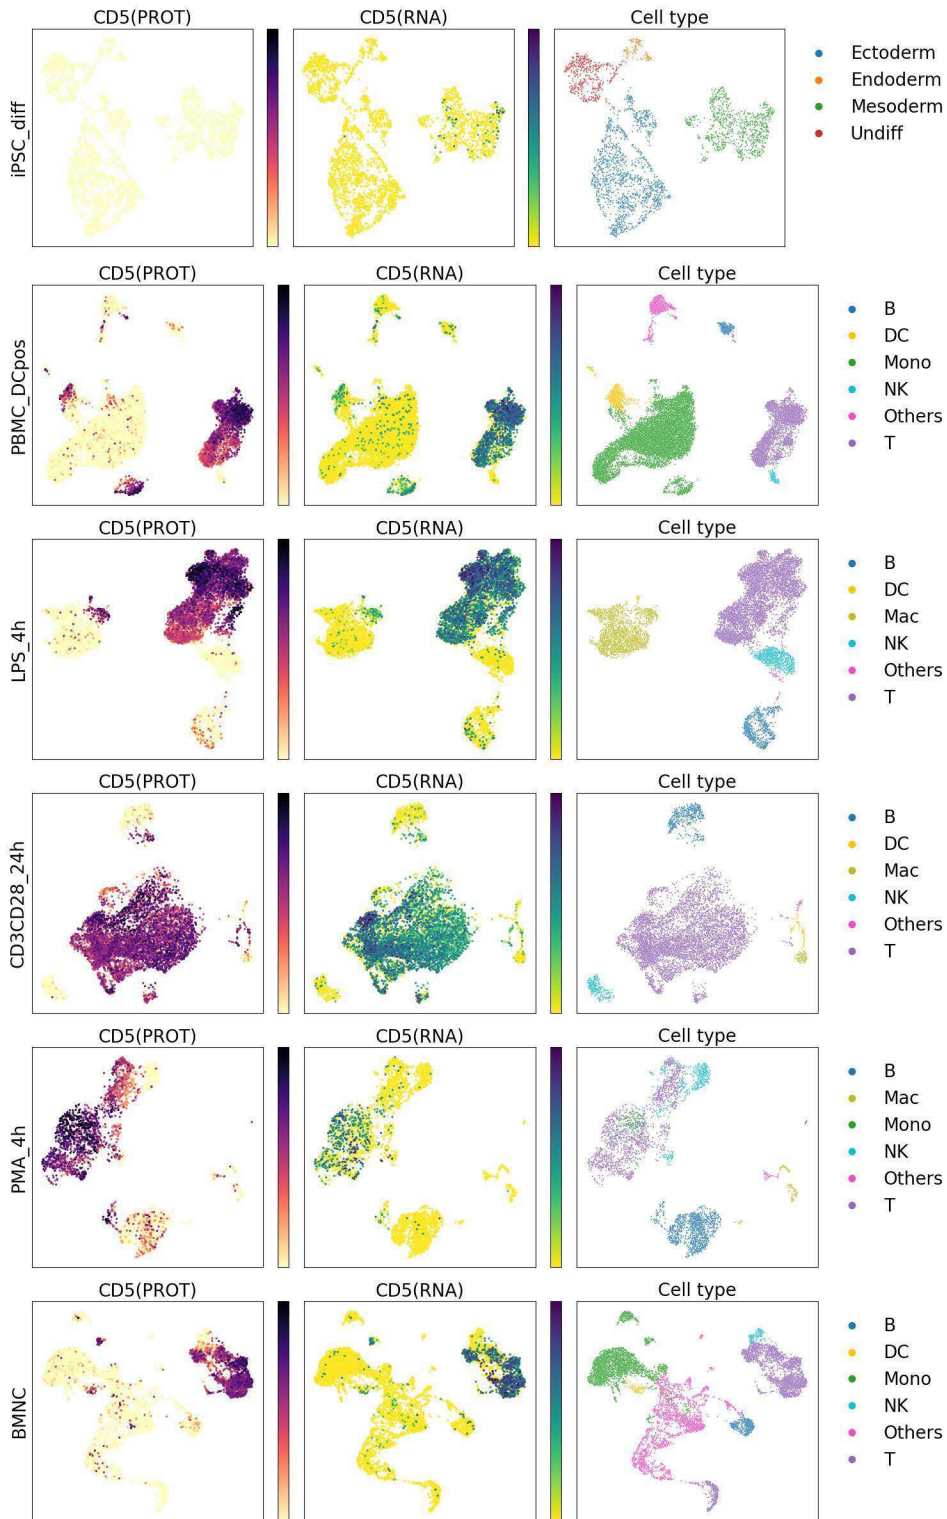 CD5(PROT) CD5(RNA) Cell type
iPSC_diff
Ectoderm
Endoderm
Mesoderm
Undiff
CD5(PROT) CD5(RNA) Cell type
PBMC_DCpos
B
DC
Mono
NK
Others
T
CD5(PROT) CD5(RNA) Cell type
LPS_4h
B
DC
Mac
NK
Others
T
CD5(PROT) CD5(RNA) Cell type
CD3CD28_24h
B
DC
Mac
NK
Others
T
CD5(PROT) CD5(RNA) Cell type
PMA_4h
B
Mac
Mono
NK
Others
T
CD5(PROT) CD5(RNA) Cell type
BMNC
B
DC
Mono
NK
Others
T